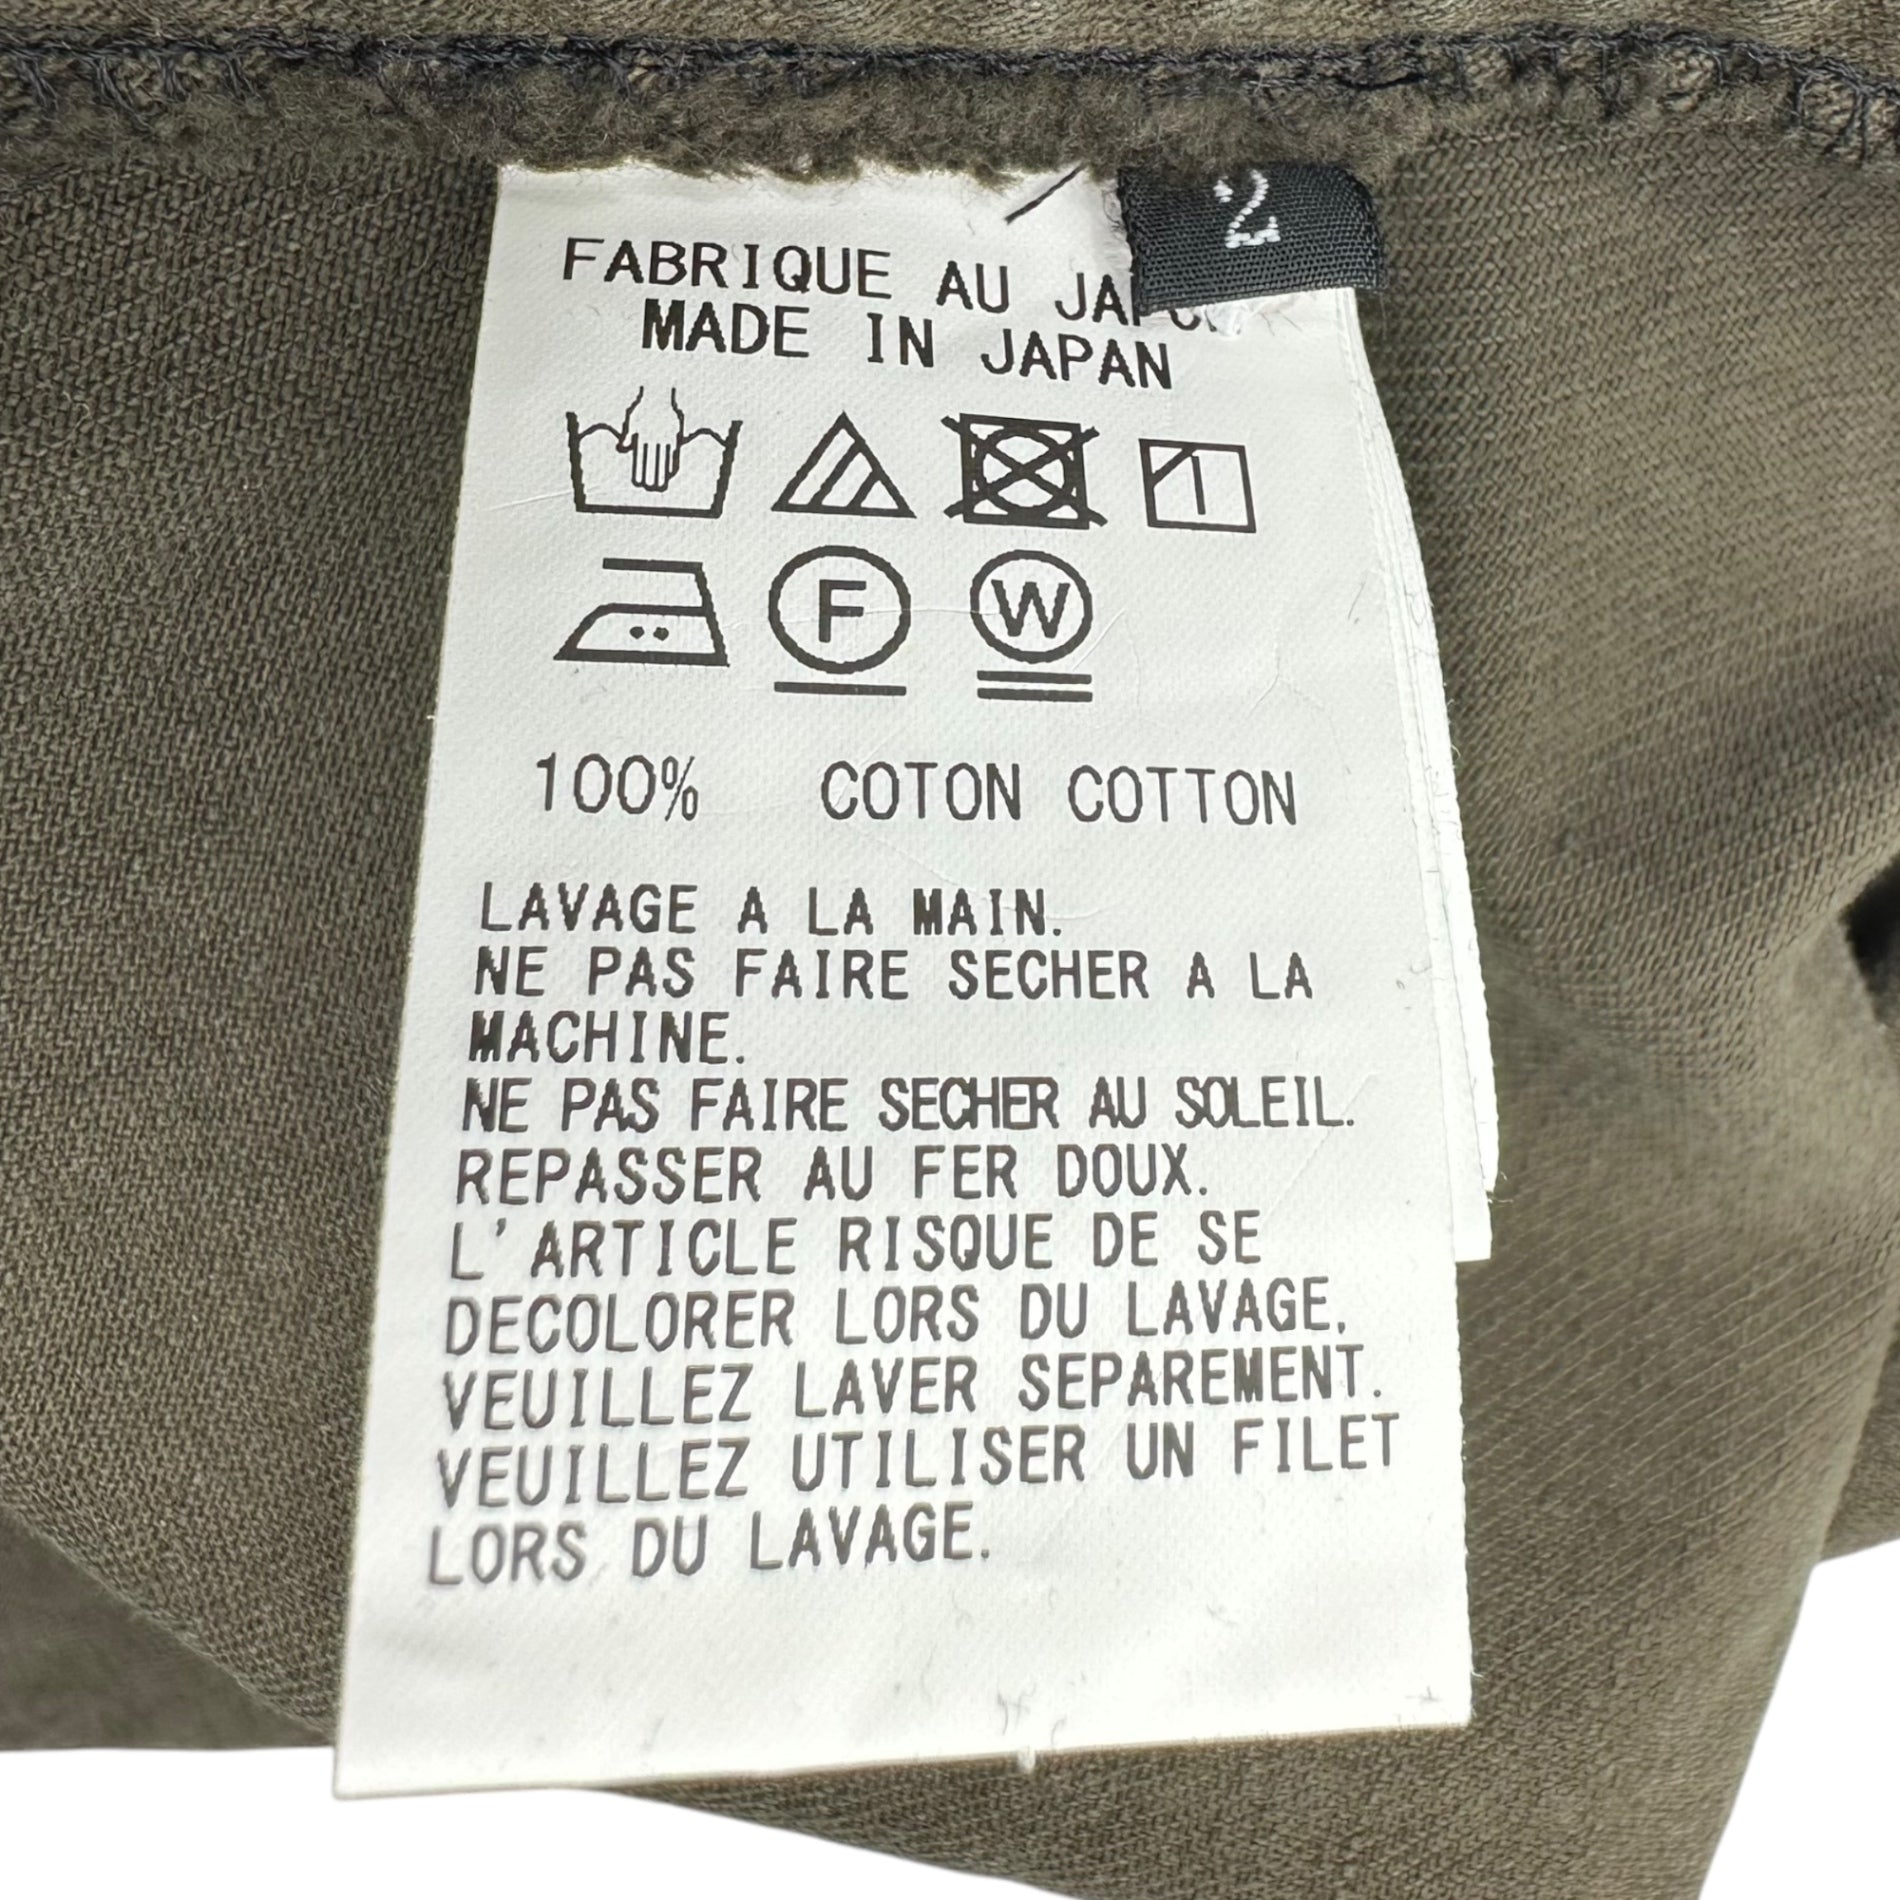 2
FABRIQUE AU
MADE IN JAPAN
F W
100% COTON COTTON
LAVAGE A LA MAIN.
NE PAS FAIRE SECHER A LA
MACHINE.
NE PAS FAIRE SECHER AU SOLEIL.
REPASSER AU FER DOUX.
L'ARTICLE RISQUE DE SE
DECOLORER LORS DU LAVAGE,
VEUILLEZ LAVER SEPAREMENT.
VEUILLEZ UTILISER UN FILET
LORS DU LAVAGE.